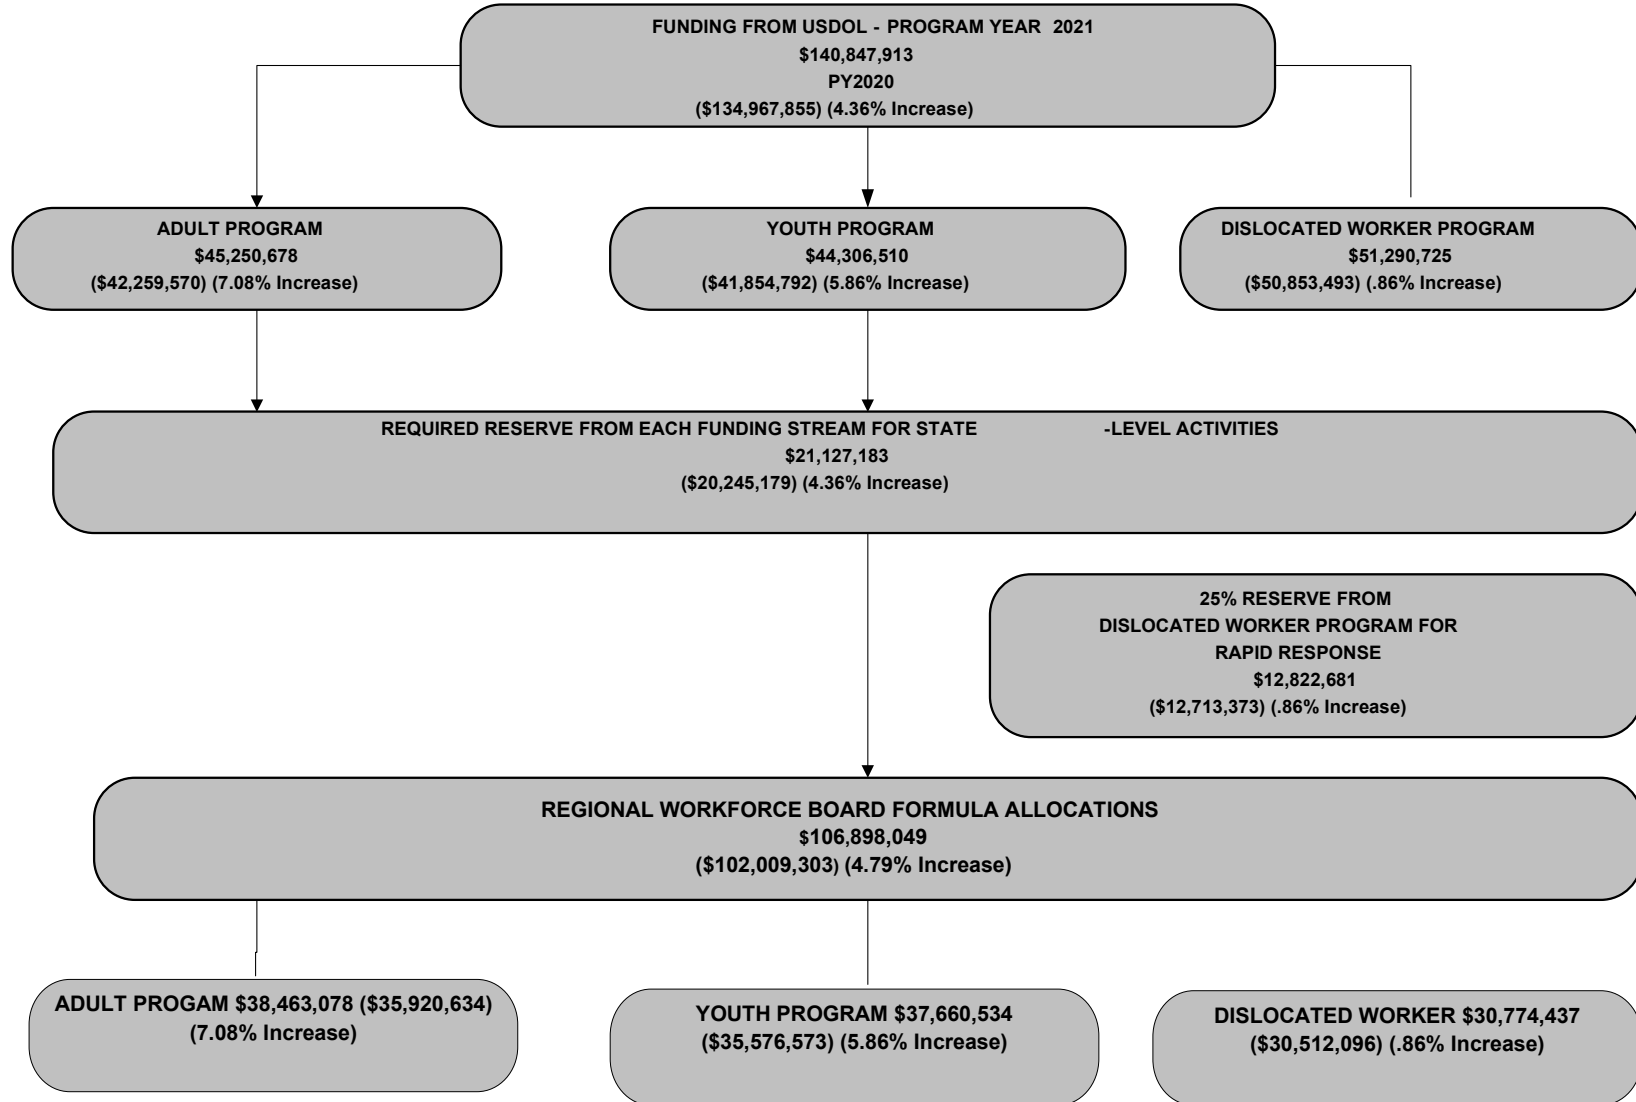 FUNDING FROM USDOL - PROGRAM YEAR 2021
$140,847,913
PY2020
($134,967,855) (4.36% Increase)
ADULT PROGRAM
$45,250,678
($42,259,570) (7.08% Increase)
YOUTH PROGRAM
$44,306,510
($41,854,792) (5.86% Increase)
DISLOCATED WORKER PROGRAM
$51,290,725
($50,853,493) (.86% Increase)
REQUIRED RESERVE FROM EACH FUNDING STREAM FOR STATE -LEVEL ACTIVITIES
$21,127,183
($20,245,179) (4.36% Increase)
25% RESERVE FROM
DISLOCATED WORKER PROGRAM FOR
RAPID RESPONSE
$12,822,681
($12,713,373) (.86% Increase)
REGIONAL WORKFORCE BOARD FORMULA ALLOCATIONS
$106,898,049
($102,009,303) (4.79% Increase)
ADULT PROGAM $38,463,078 ($35,920,634)
(7.08% Increase)
YOUTH PROGRAM $37,660,534
($35,576,573) (5.86% Increase)
DISLOCATED WORKER $30,774,437
($30,512,096) (.86% Increase)